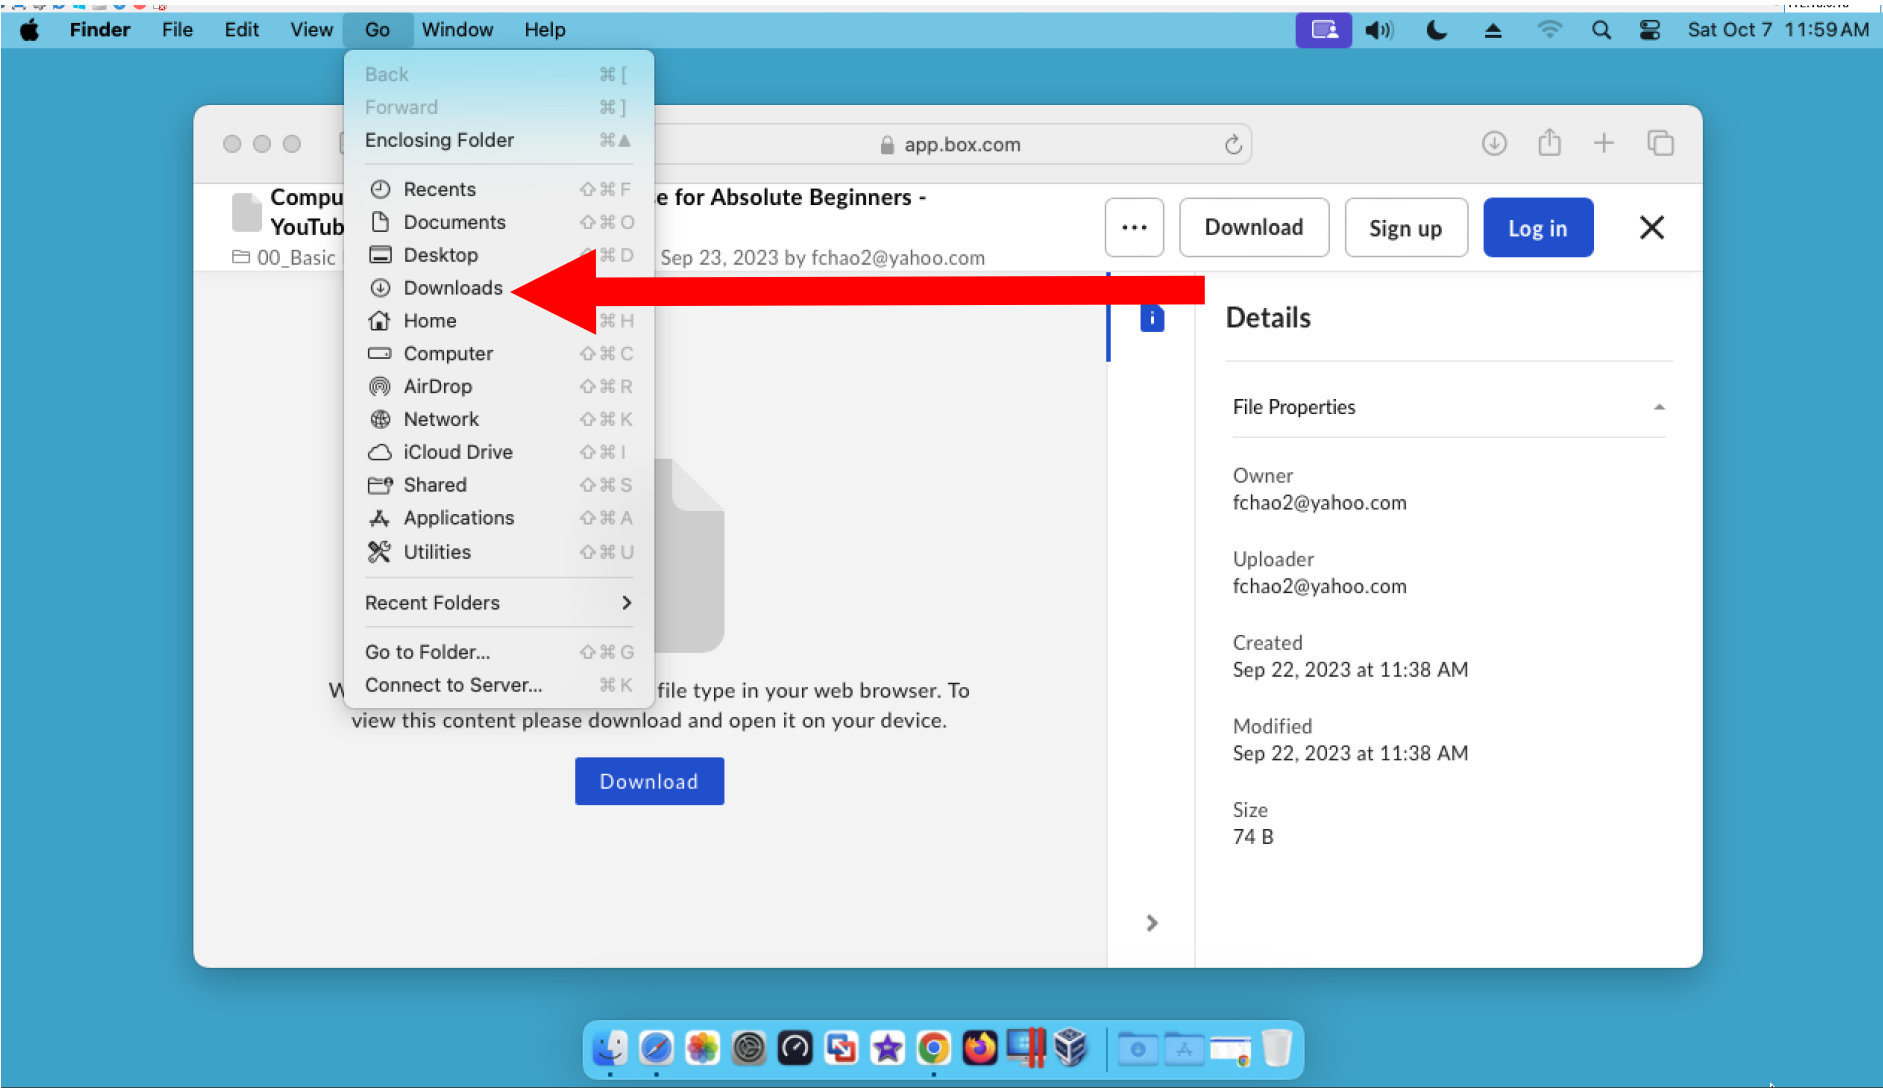 Finder File Edit View Go Window Help Sat Oct 7 11:59 AM
Back ⌘ [
Forward ⌘ ]
Enclosing Folder ⌘▲
Recents ⇧⌘F
Documents ⇧⌘O
Desktop ⌘D
Downloads
Home ⌘H
Computer ⇧⌘C
AirDrop ⇧⌘R
Network ⇧⌘K
iCloud Drive ⇧⌘I
Shared ⇧⌘S
Applications ⇧⌘A
Utilities ⇧⌘U
Recent Folders
Go to Folder... ⇧⌘G
Connect to Server... ⌘K
app.box.com
for Absolute Beginners -
00_Basic
Sep 23, 2023 by fchao2@yahoo.com
... Download Sign up Log in
file type in your web browser. To
view this content please download and open it on your device.
Download
Details
File Properties
Owner
fchao2@yahoo.com
Uploader
fchao2@yahoo.com
Created
Sep 22, 2023 at 11:38 AM
Modified
Sep 22, 2023 at 11:38 AM
Size
74 B